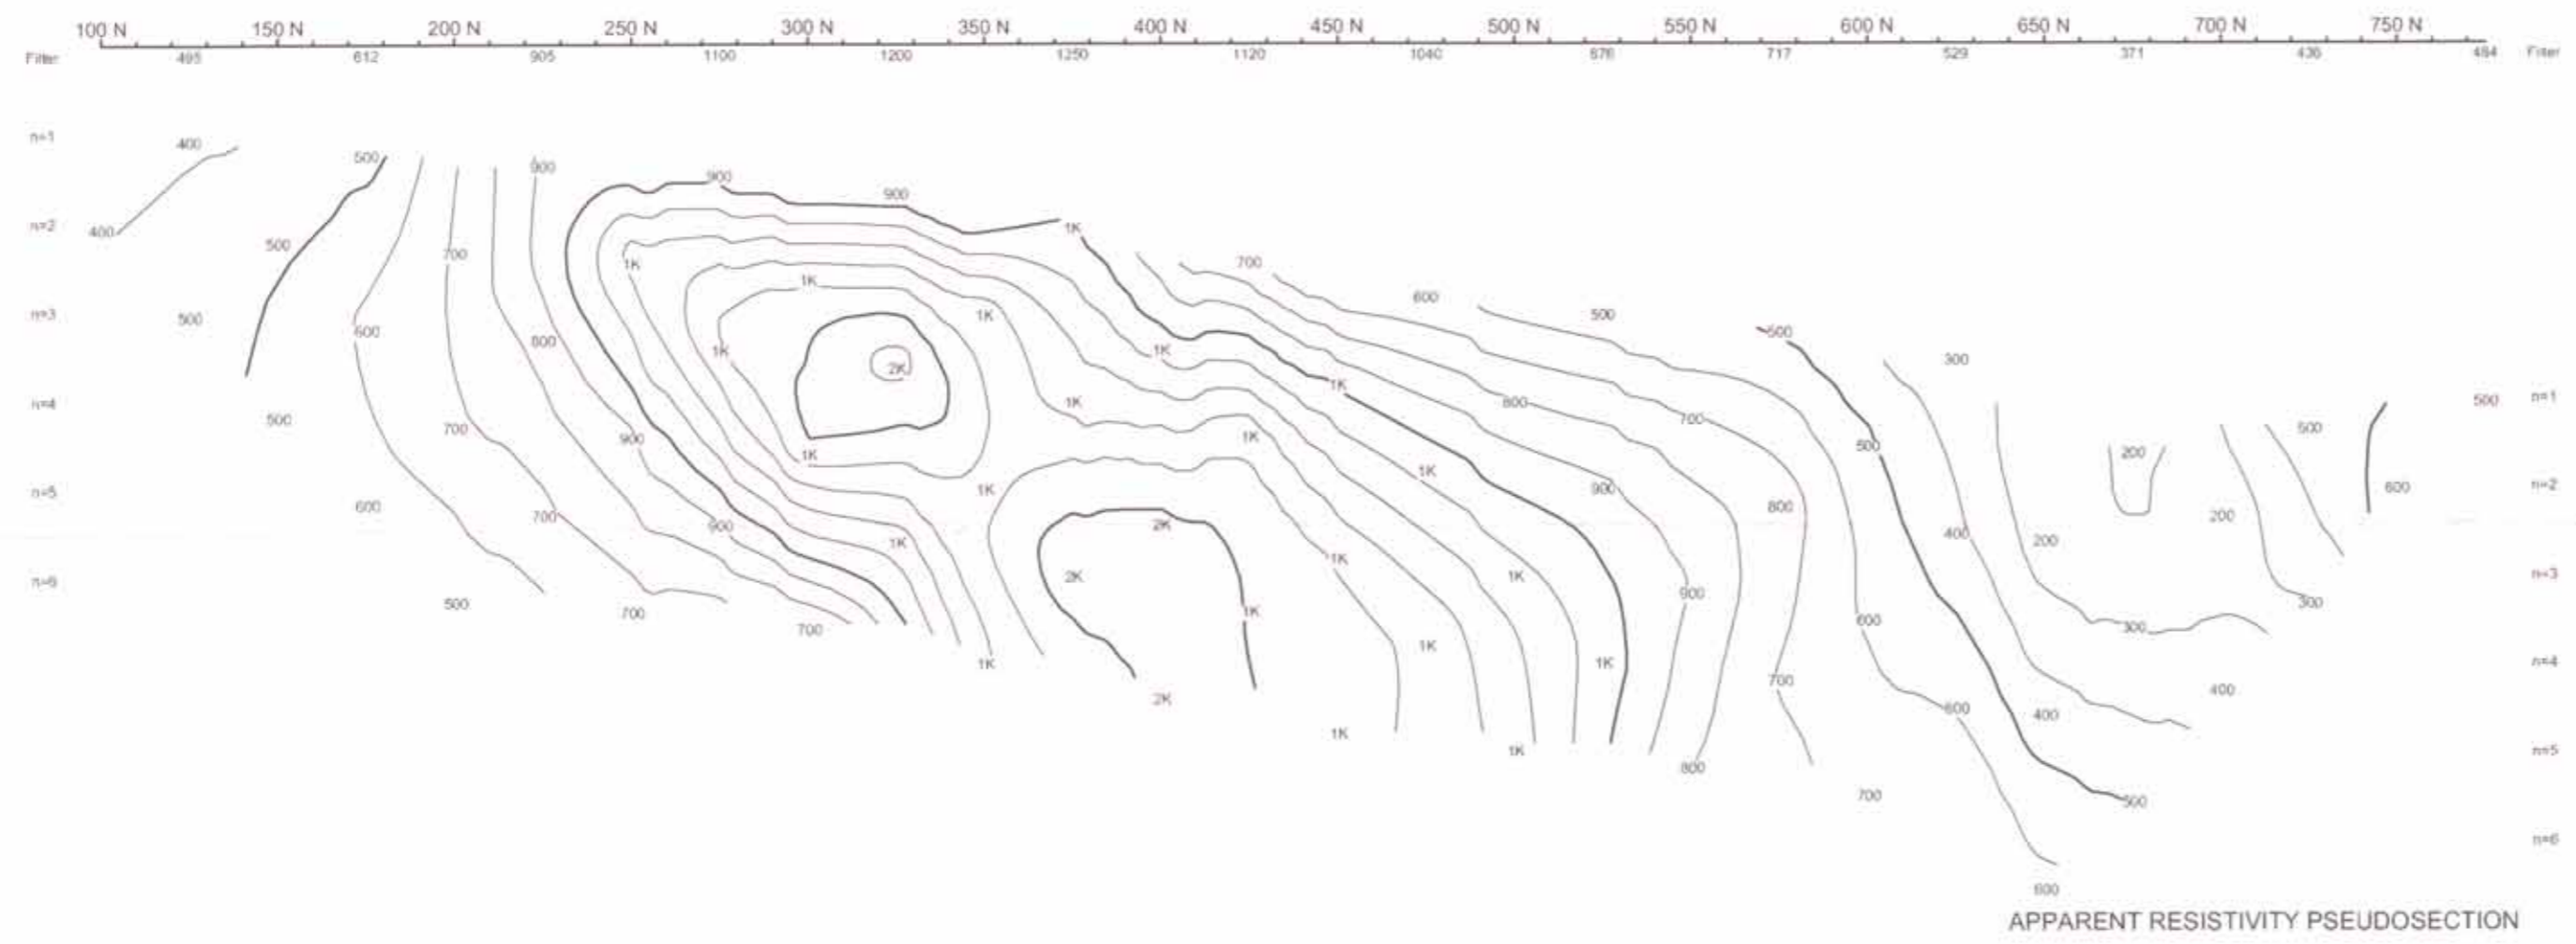 100 N 150 N 200 N 250 N 300 N 350 N 400 N 450 N 500 N 550 N 600 N 650 N 700 N 750 N
Filter 495 612 905 1100 1200 1250 1120 1040 876 717 529 371 436 484 Filter
n=1 400 500 900 900 900
n=2 400 500 700 1K 1K 1K 700 600 500
n=3 500 600 800 1K 2K 1K 1K 1K 500 300
n=4 500 700 900 1K 1K 1K 1K 800 700 500 200 500 500 n=1
n=5 600 700 900 1K 1K 2K 1K 1K 900 800 400 200 200 600 n=2
n=6 500 700 700 1K 2K 1K 1K 1K 900 600 300 300 n=3
1K 2K 1K 700 600 400 400 n=4
1K 1K 800 700 500 n=5
n=6
600
APPARENT RESISTIVITY PSEUDOSECTION